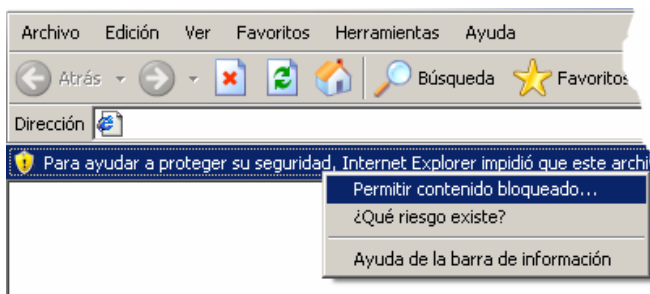 Archivo Edición Ver Favoritos Herramientas Ayuda
Atrás Búsqueda Favoritos
Dirección
Para ayudar a proteger su seguridad, Internet Explorer impidió que este archi
Permitir contenido bloqueado...
¿Qué riesgo existe?
Ayuda de la barra de información